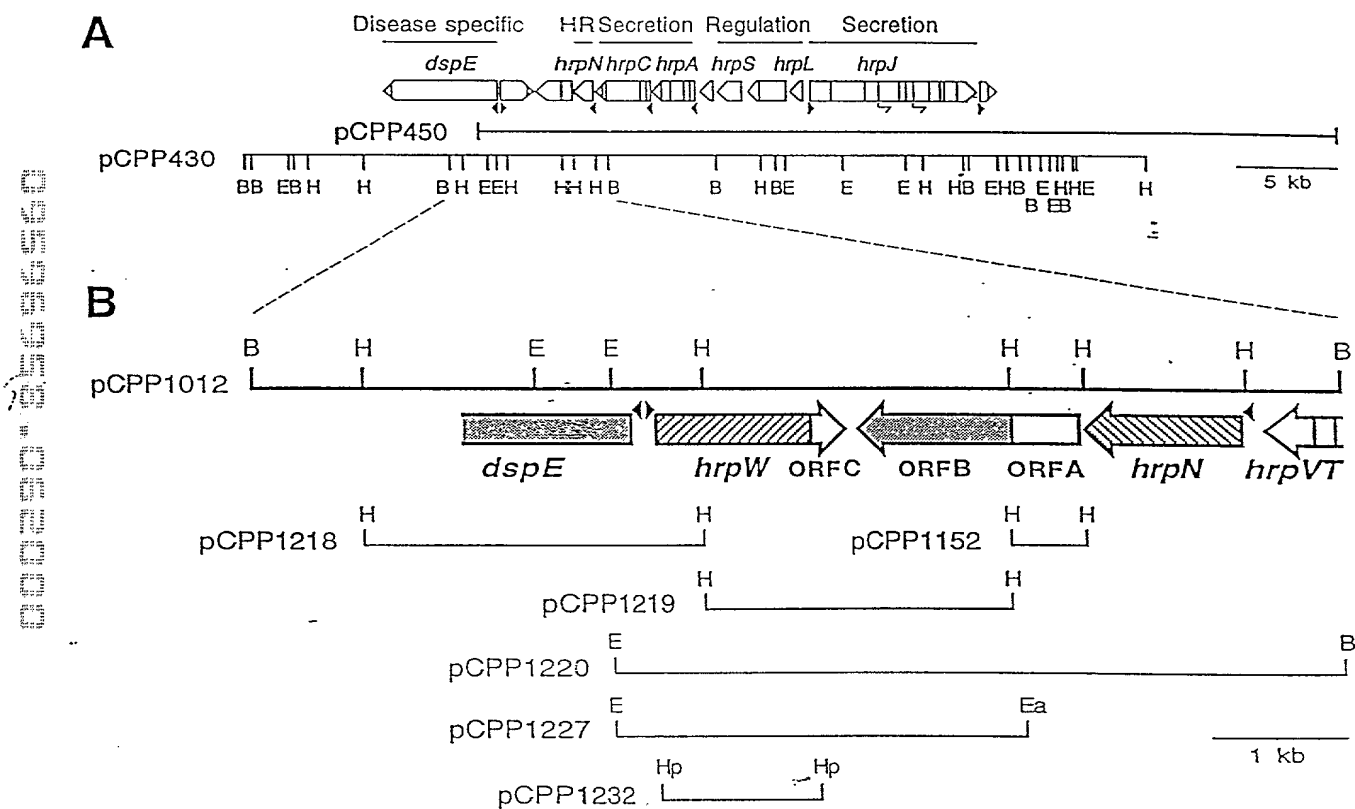 A
Disease specific HR Secretion Regulation Secretion
dspE hrpN hrpC hrpA hrpS hrpL hrpJ
pCPP450
pCPP430
5 kb
BB EB H H B H EEH H H H B B H BE E E H HB EHB E HHE H
B EB
B
B H E E H H H H B
pCPP1012
dspE hrpW ORFC ORFB ORFA hrpN hrpVT
H H H H
pCPP1218 pCPP1152
H H
pCPP1219
E B
pCPP1220
E Ea
pCPP1227
1 kb
Hp Hp
pCPP1232